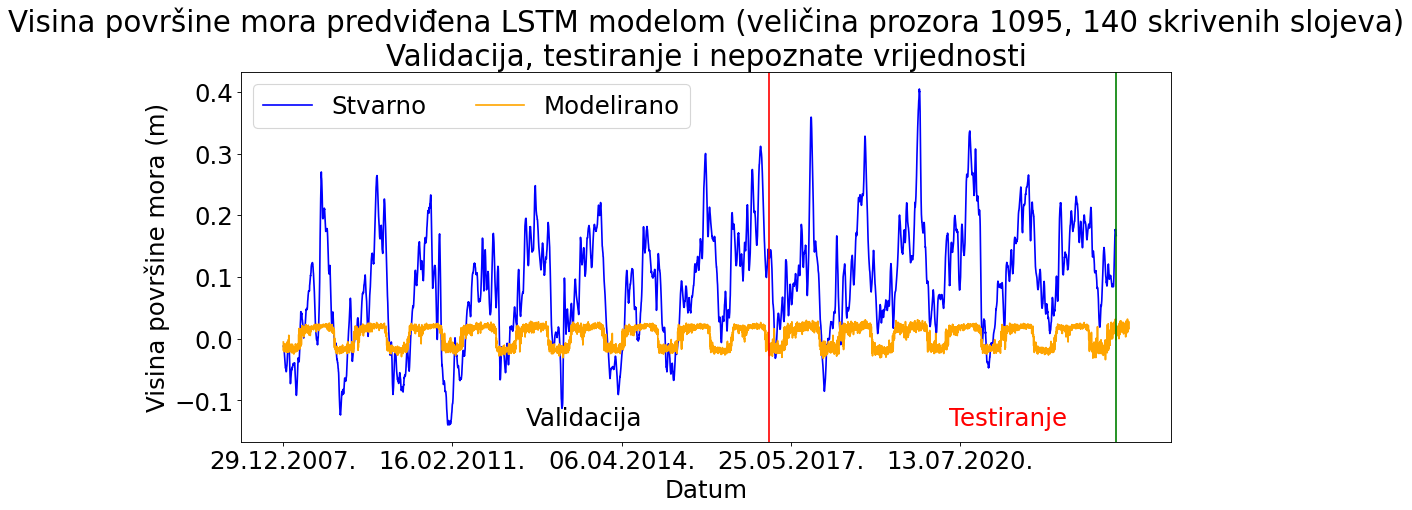 Visina površine mora predviđena LSTM modelom (veličina prozora 1095, 140 skrivenih slojeva)
Validacija, testiranje i nepoznate vrijednosti
Stvarno
Modelirano
Visina površine mora (m)
0.4
0.3
0.2
0.1
0.0
−0.1
Validacija
Testiranje
29.12.2007.
16.02.2011.
06.04.2014.
25.05.2017.
13.07.2020.
Datum